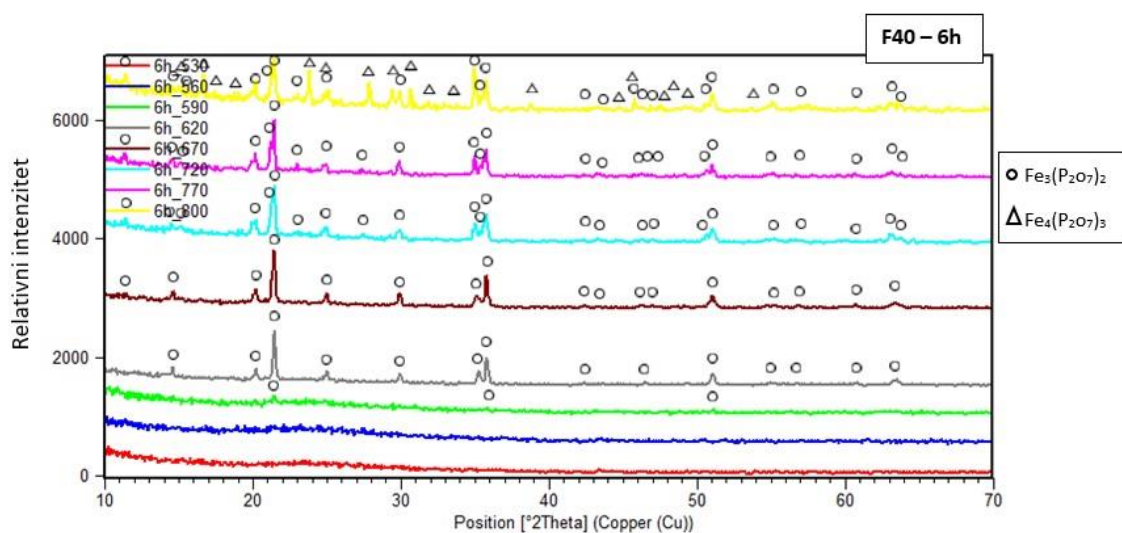 F40 – 6h
6h_530
6h_560
6h_590
6h_620
6h_670
6h_720
6h_770
6h_800
6000
4000
2000
0
10
20
30
40
50
60
70
Relativni intenzitet
Position [°2Theta] (Copper (Cu))
Fe₃(P₂o₇)₂
Fe₄(P₂o₇)₃